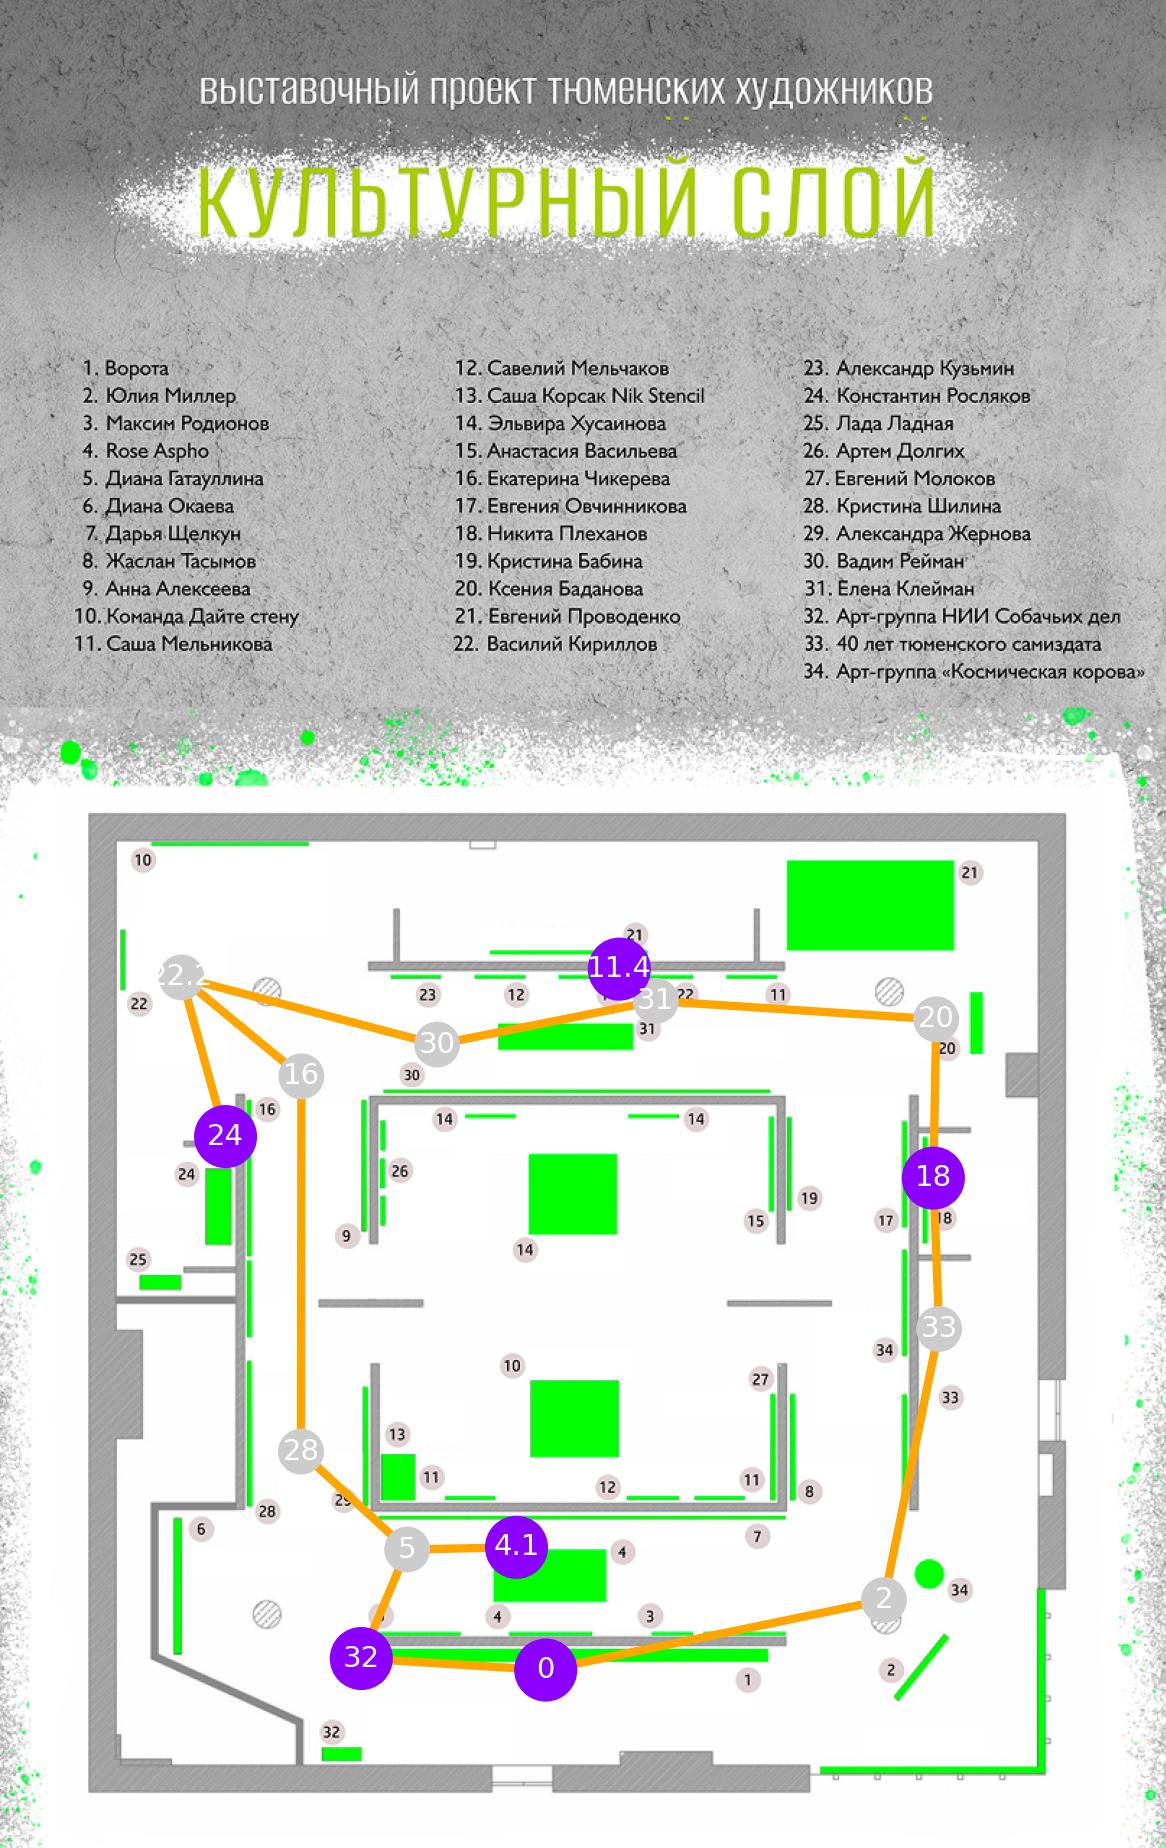 выставочный проект тюменских художников
КУЛЬТУРНЫЙ СЛОЙ
1. Ворота
2. Юлия Миллер
3. Максим Родионов
4. Rose Aspho
5. Диана Гатауллина
6. Диана Окаева
7. Дарья Щелкун
8. Жаслан Тасымов
9. Анна Алексеева
10. Команда Дайте стену
11. Саша Мельникова
12. Савелий Мельчаков
13. Саша Корсак Nik Stencil
14. Эльвира Хусаинова
15. Анастасия Васильева
16. Екатерина Чикерева
17. Евгения Овчинникова
18. Никита Плеханов
19. Кристина Бабина
20. Ксения Баданова
21. Евгений Проводенко
22. Василий Кириллов
23. Александр Кузьмин
24. Константин Росляков
25. Лада Ладная
26. Артем Долгих
27. Евгений Молоков
28. Кристина Шилина
29. Александра Жернова
30. Вадим Рейман
31. Елена Клейман
32. Арт-группа НИИ Собачьих дел
33. 40 лет тюменского самиздата
34. Арт-группа «Космическая корова»
10
21
21
11.4
22.2
22
23
12
22
11
31
20
31
30
20
30
16
16
14
14
24
26
24
18
9
14
15
19
17
18
25
33
34
10
27
33
13
28
11
12
11
8
29
28
6
7
5
4.1
4
34
4
3
2
32
0
2
1
32